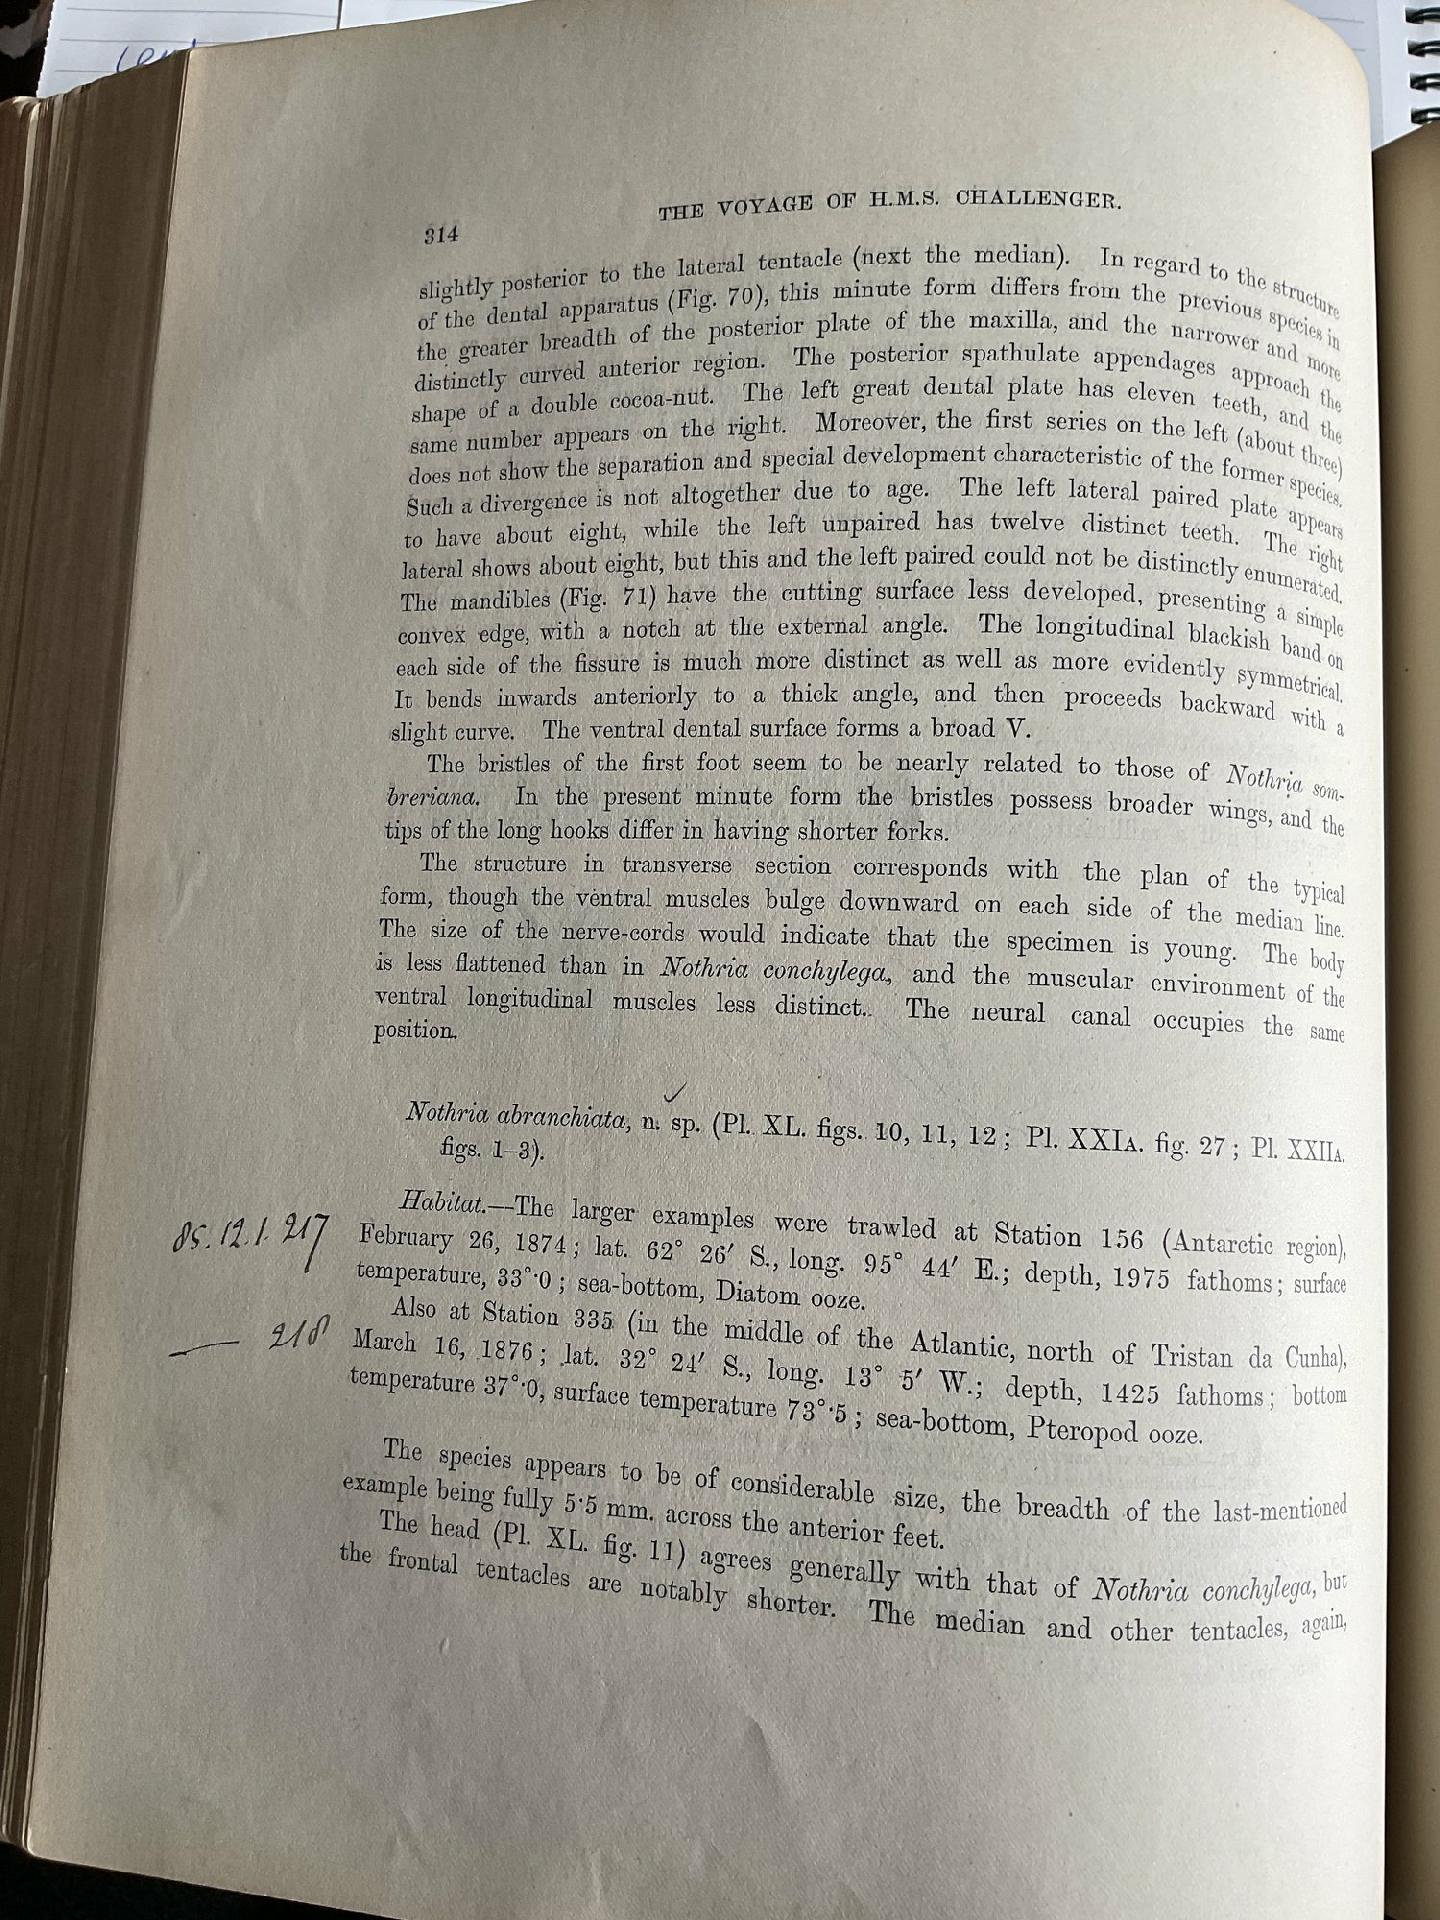 THE VOYAGE OF H.M.S. CHALLENGER.
314
slightly posterior to the lateral tentacle (next the median). In regard to the structure
of the dental apparatus (Fig. 70), this minute form differs from the previous species in
the greater breadth of the posterior plate of the maxilla, and the narrower and more
distinctly curved anterior region. The posterior spathulate appendages approach the
shape of a double cocoa-nut. The left great dental plate has eleven teeth, and the
same number appears on the right. Moreover, the first series on the left (about three)
does not show the separation and special development characteristic of the former species.
Such a divergence is not altogether due to age. The left lateral paired plate appears
to have about eight, while the left unpaired has twelve distinct teeth. The right
lateral shows about eight, but this and the left paired could not be distinctly enumerated.
The mandibles (Fig. 71) have the cutting surface less developed, presenting a simple
convex edge, with a notch at the external angle. The longitudinal blackish band on
each side of the fissure is much more distinct as well as more evidently symmetrical.
It bends inwards anteriorly to a thick angle, and then proceeds backward with a
slight curve. The ventral dental surface forms a broad V.
The bristles of the first foot seem to be nearly related to those of Nothria som-
breriana. In the present minute form the bristles possess broader wings, and the
tips of the long hooks differ in having shorter forks.
The structure in transverse section corresponds with the plan of the typical
form, though the ventral muscles bulge downward on each side of the median line.
The size of the nerve-cords would indicate that the specimen is young. The body
is less flattened than in Nothria conchylega, and the muscular environment of the
ventral longitudinal muscles less distinct. The neural canal occupies the same
position.
Nothria abranchiata, n. sp. (Pl. XL. figs. 10, 11, 12; Pl. XXIA. fig. 27; Pl. XXIIA.
figs. 1-3).
Habitat.—The larger examples were trawled at Station 156 (Antarctic region),
85.12.1.217 February 26, 1874; lat. 62° 26′ S., long. 95° 44′ E.; depth, 1975 fathoms; surface
temperature, 33°·0; sea-bottom, Diatom ooze.
Also at Station 335 (in the middle of the Atlantic, north of Tristan da Cunha),
— 218 March 16, 1876; lat. 32° 24′ S., long. 13° 5′ W.; depth, 1425 fathoms; bottom
temperature 37°·0, surface temperature 73°·5; sea-bottom, Pteropod ooze.
The species appears to be of considerable size, the breadth of the last-mentioned
example being fully 5·5 mm. across the anterior feet.
The head (Pl. XL. fig. 11) agrees generally with that of Nothria conchylega, but
the frontal tentacles are notably shorter. The median and other tentacles, again,